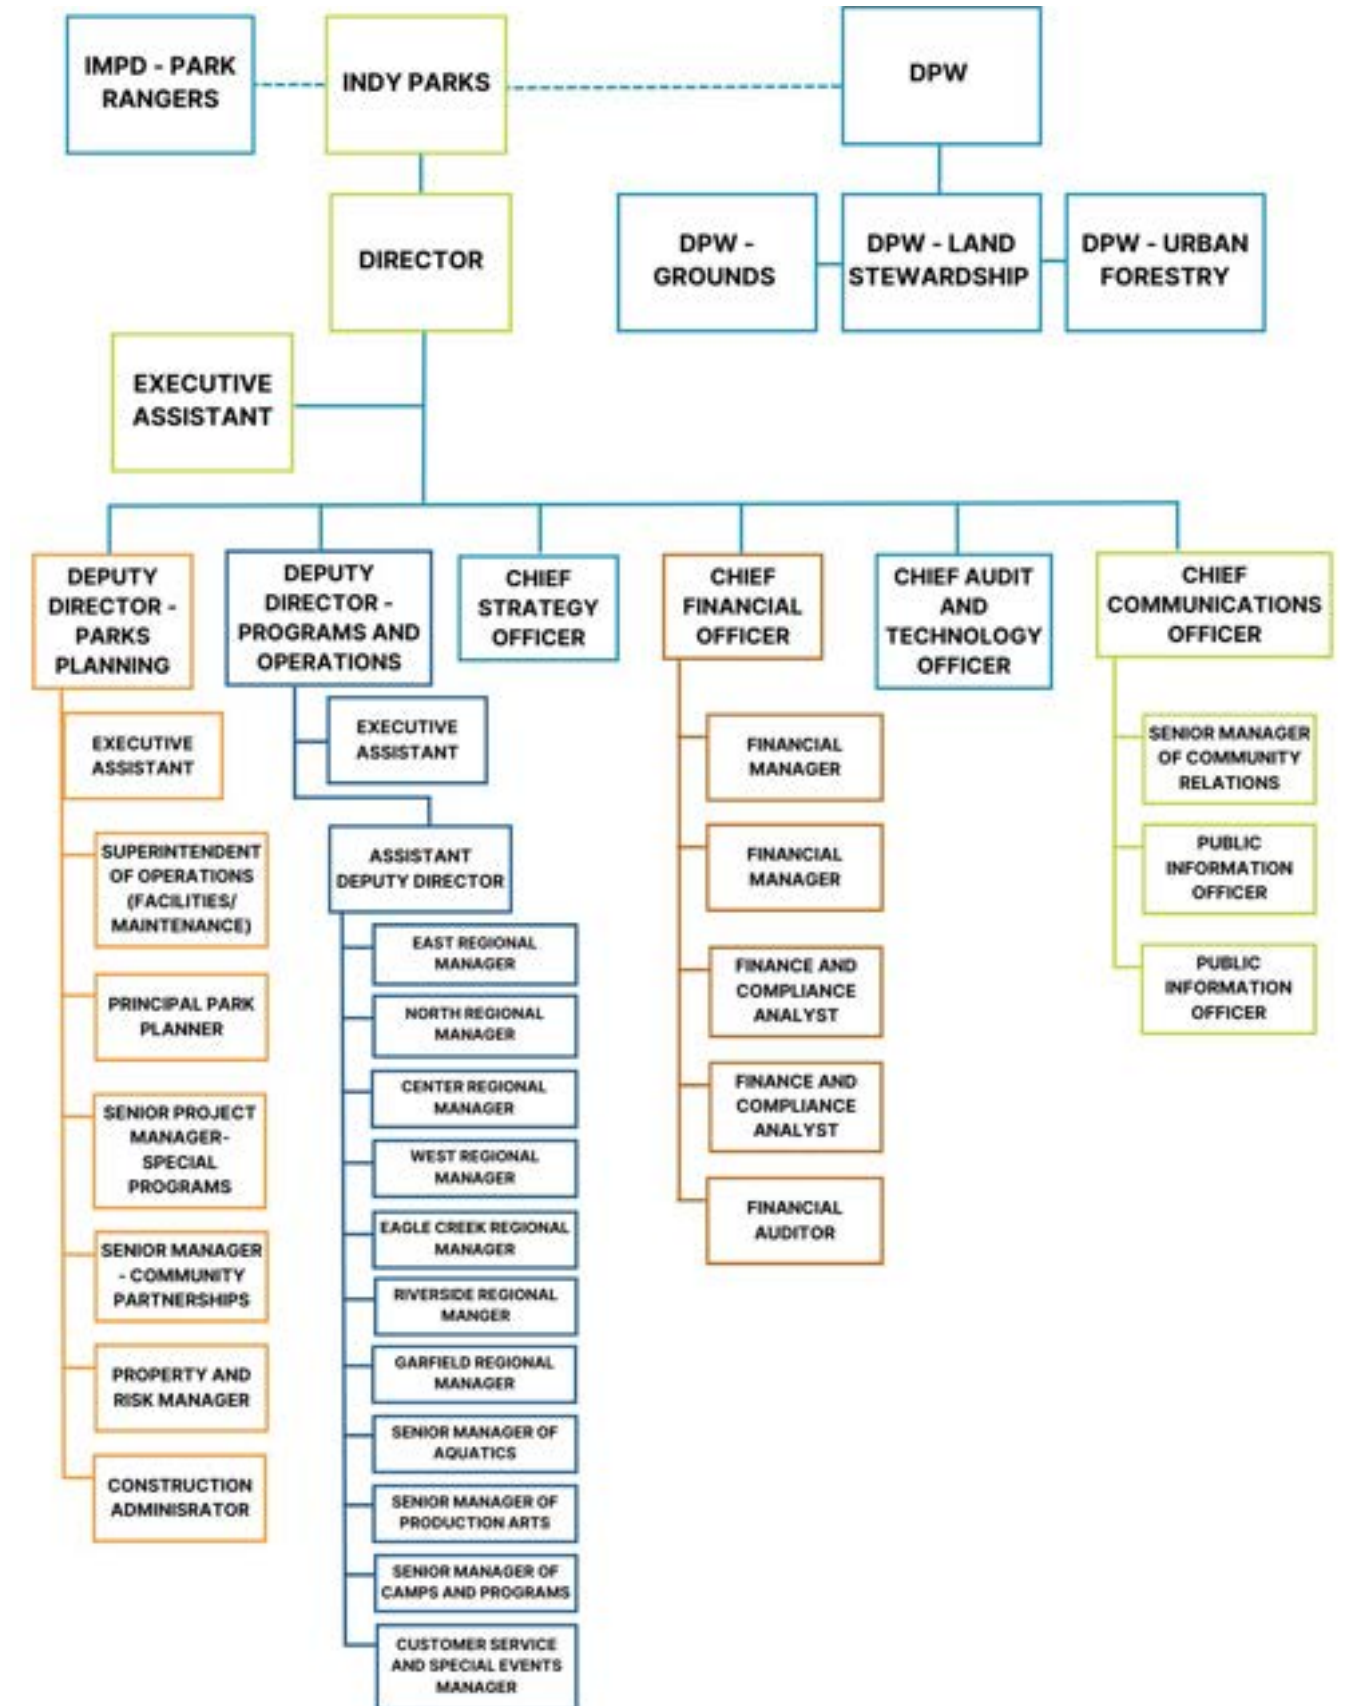 IMPD - PARK
RANGERS
INDY PARKS
DPW
DIRECTOR
DPW -
GROUNDS
DPW - LAND
STEWARDSHIP
DPW - URBAN
FORESTRY
EXECUTIVE
ASSISTANT
DEPUTY
DIRECTOR -
PARKS
PLANNING
DEPUTY
DIRECTOR -
PROGRAMS AND
OPERATIONS
CHIEF
STRATEGY
OFFICER
CHIEF
FINANCIAL
OFFICER
CHIEF AUDIT
AND
TECHNOLOGY
OFFICER
CHIEF
COMMUNICATIONS
OFFICER
EXECUTIVE
ASSISTANT
SUPERINTENDENT
OF OPERATIONS
(FACILITIES/
MAINTENANCE)
PRINCIPAL PARK
PLANNER
SENIOR PROJECT
MANAGER-
SPECIAL
PROGRAMS
SENIOR MANAGER
- COMMUNITY
PARTNERSHIPS
PROPERTY AND
RISK MANAGER
CONSTRUCTION
ADMINISRATOR
EXECUTIVE
ASSISTANT
ASSISTANT
DEPUTY DIRECTOR
EAST REGIONAL
MANAGER
NORTH REGIONAL
MANAGER
CENTER REGIONAL
MANAGER
WEST REGIONAL
MANAGER
EAGLE CREEK REGIONAL
MANAGER
RIVERSIDE REGIONAL
MANGER
GARFIELD REGIONAL
MANAGER
SENIOR MANAGER OF
AQUATICS
SENIOR MANAGER OF
PRODUCTION ARTS
SENIOR MANAGER OF
CAMPS AND PROGRAMS
CUSTOMER SERVICE
AND SPECIAL EVENTS
MANAGER
FINANCIAL
MANAGER
FINANCIAL
MANAGER
FINANCE AND
COMPLIANCE
ANALYST
FINANCE AND
COMPLIANCE
ANALYST
FINANCIAL
AUDITOR
SENIOR MANAGER
OF COMMUNITY
RELATIONS
PUBLIC
INFORMATION
OFFICER
PUBLIC
INFORMATION
OFFICER